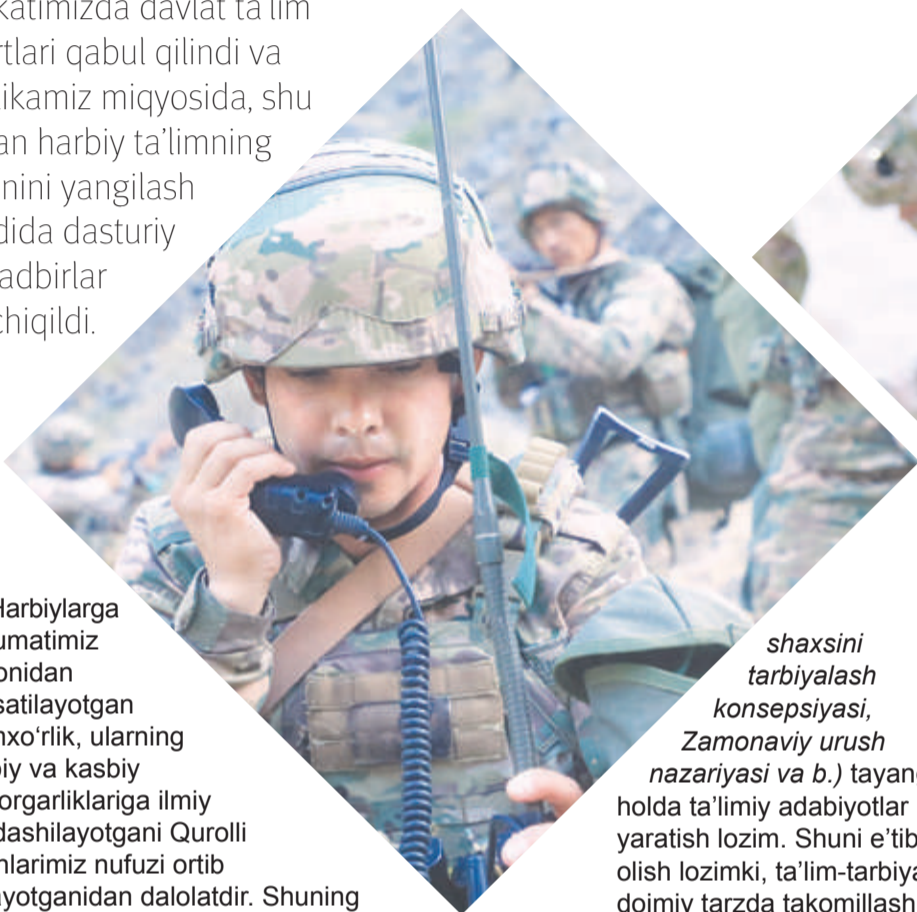 katimizda davlat ta’lim
rtlari qabul qilindi va
ikamiz miqyosida, shu
an harbiy ta’limning
nini yangilash
dida dasturiy
adbirlar
chiqildi.
Harbiylarga
umatimiz
onidan
satilayotgan
nxo‘rlik, ularning
biy va kasbiy
orgarliklariga ilmiy
dashilayotgani Qurolli
hlarimiz nufuzi ortib
ayotganidan dalolatdir. Shuning
shaxsini
tarbiyalash
konsepsiyasi,
Zamonaviy urush
nazariyasi va b.) tayang
holda ta’limiy adabiyotlar
yaratish lozim. Shuni e’tib
olish lozimki, ta’lim-tarbiya
doimiy tarzda takomillash